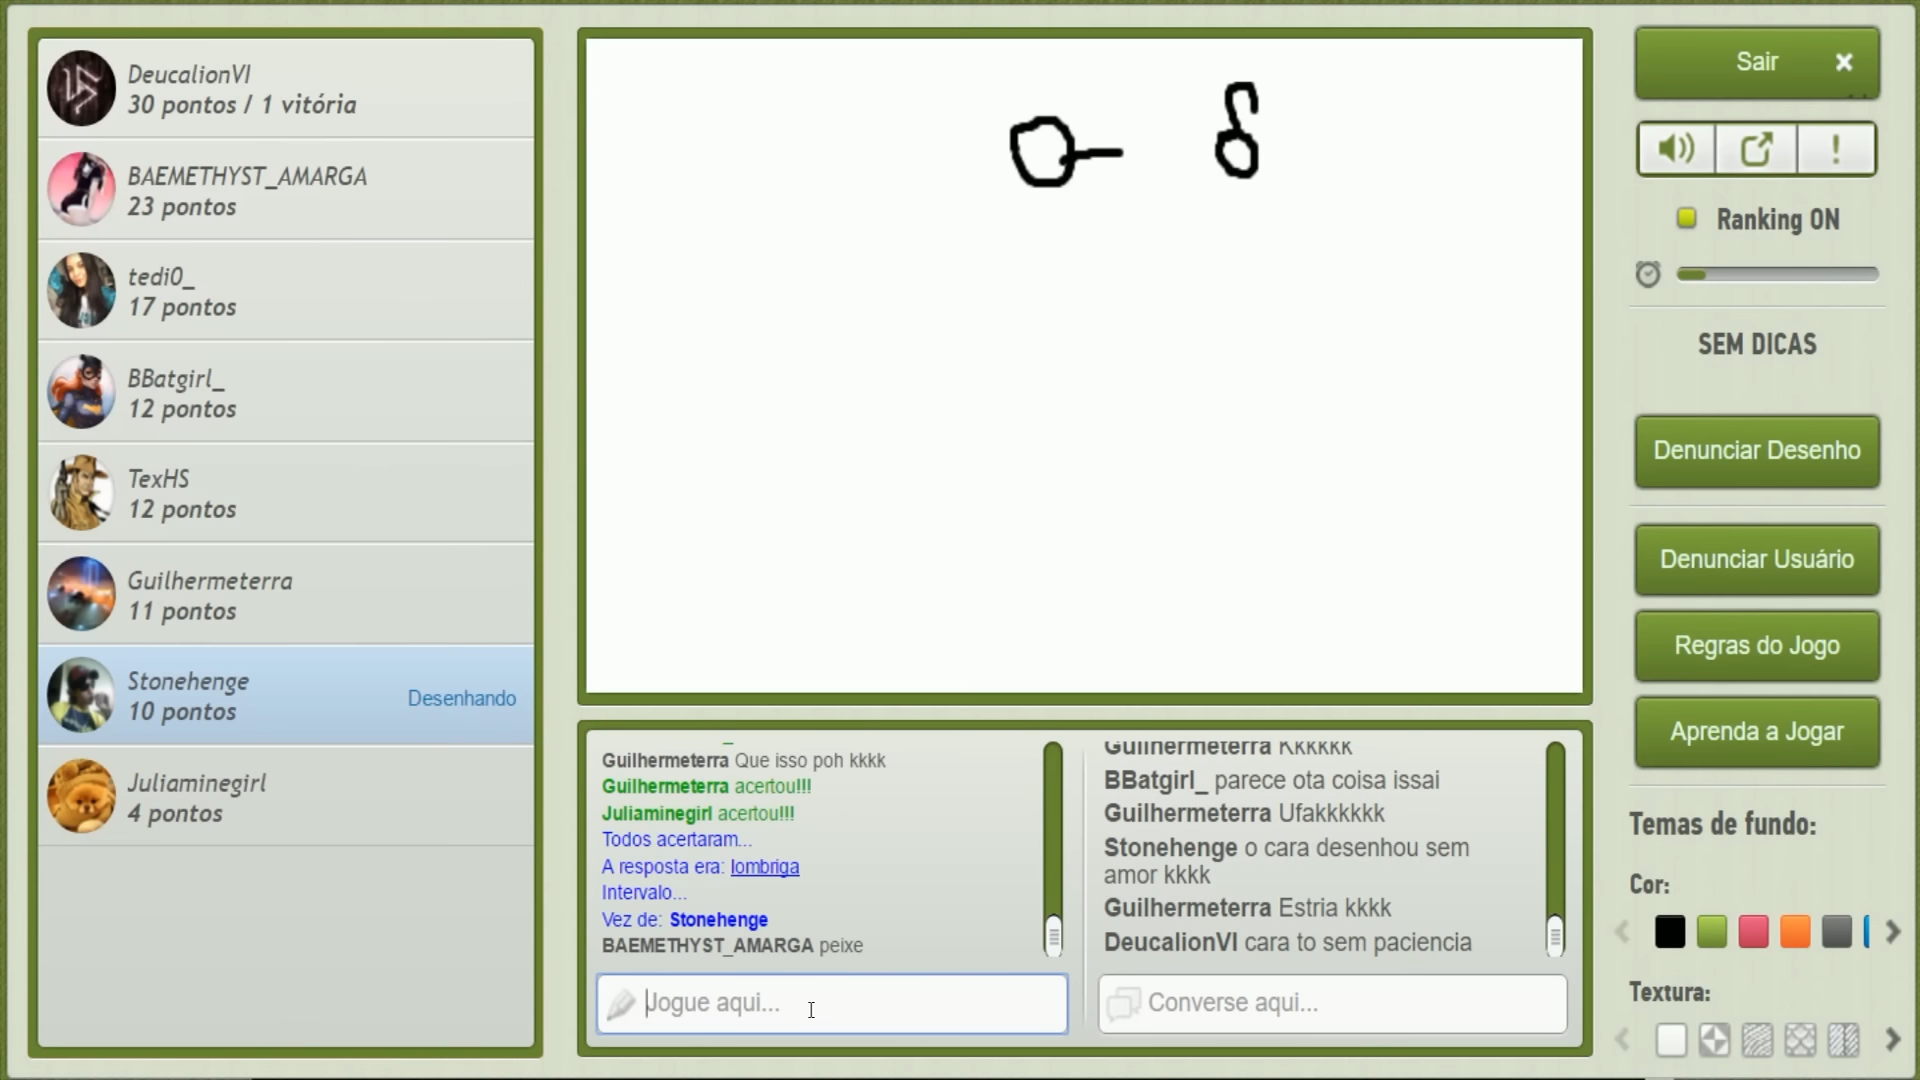 DeucalionVI
30 pontos / 1 vitória
BAEMETHYST_AMARGA
23 pontos
tedi0_
17 pontos
BBatgirl_
12 pontos
TexHS
12 pontos
Guilhermeterra
11 pontos
Stonehenge
10 pontos
Desenhando
Juliaminegirl
4 pontos
Guilhermeterra Que isso poh kkkk
Guilhermeterra acertou!!!
Juliaminegirl acertou!!!
Todos acertaram...
A resposta era: lombriga
Intervalo...
Vez de: Stonehenge
BAEMETHYST_AMARGA peixe
Jogue aqui...
Guilhermeterra Kkkkkk
BBatgirl_ parece ota coisa issai
Guilhermeterra Ufakkkkkk
Stonehenge o cara desenhou sem
amor kkkk
Guilhermeterra Estria kkkk
DeucalionVI cara to sem paciencia
Converse aqui...
Sair
Ranking ON
SEM DICAS
Denunciar Desenho
Denunciar Usuário
Regras do Jogo
Aprenda a Jogar
Temas de fundo:
Cor:
Textura: